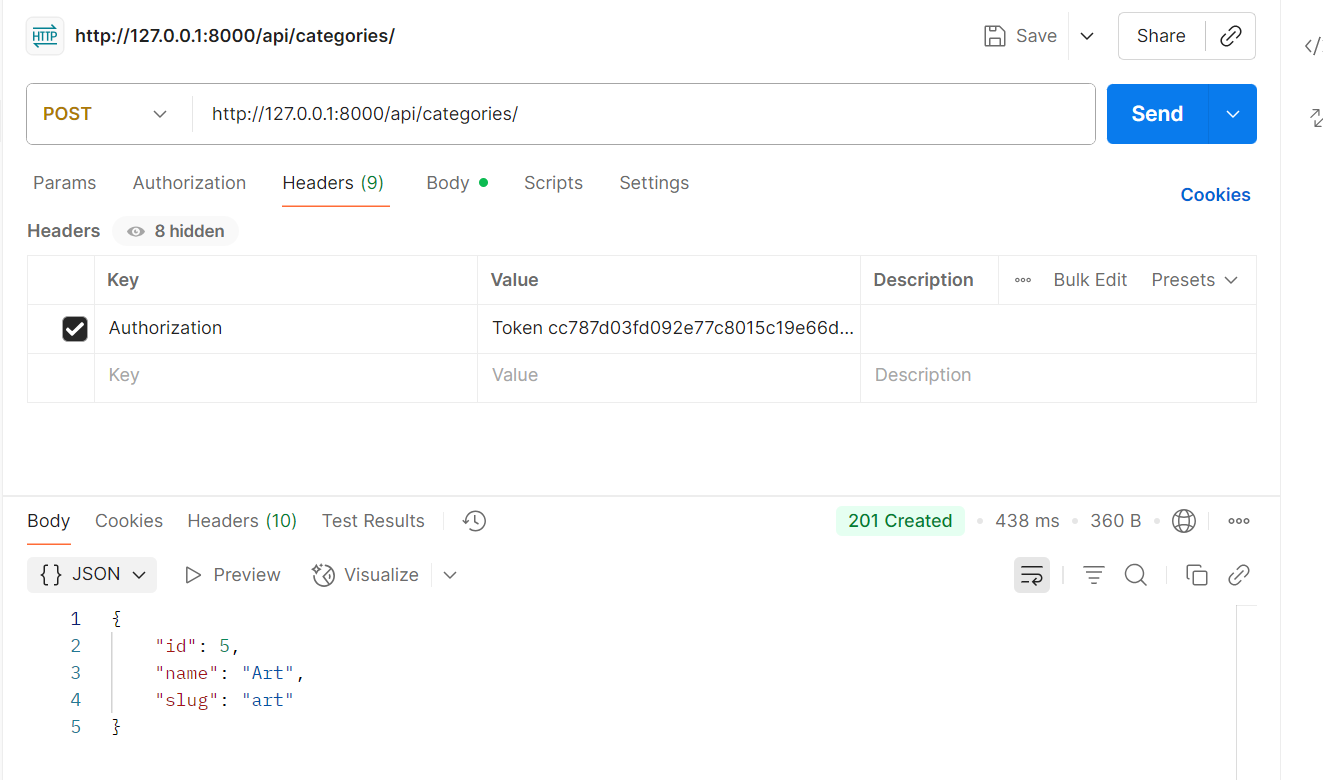 HTTP http://127.0.0.1:8000/api/categories/ Save Share
POST http://127.0.0.1:8000/api/categories/ Send
Params Authorization Headers (9) Body Scripts Settings Cookies
Headers 8 hidden
Key Value Description Bulk Edit Presets
Authorization Token cc787d03fd092e77c8015c19e66d...
Key Value Description
Body Cookies Headers (10) Test Results 201 Created • 438 ms • 360 B •
{} JSON Preview Visualize
1 {
2 "id": 5,
3 "name": "Art",
4 "slug": "art"
5 }